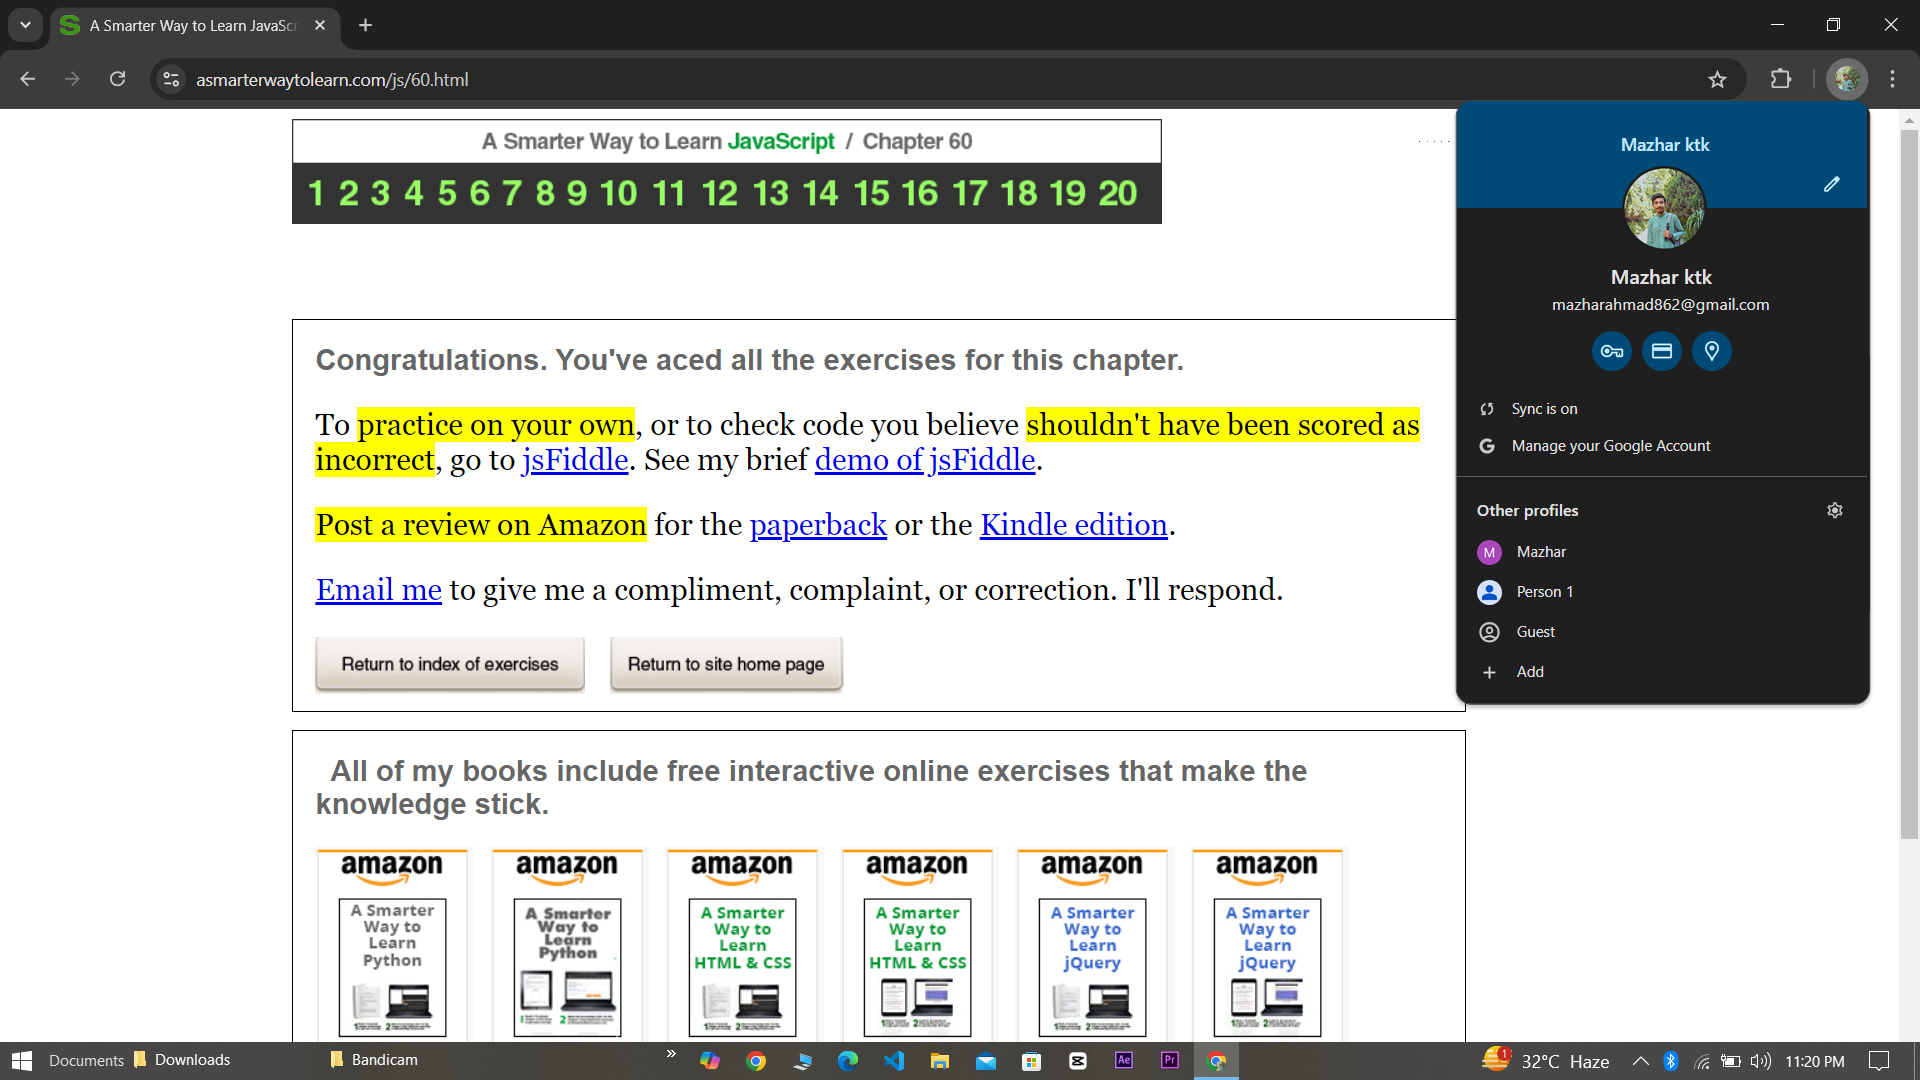 A Smarter Way to Learn JavaScr
asmarterwaytolearn.com/js/60.html
A Smarter Way to Learn JavaScript / Chapter 60
1 2 3 4 5 6 7 8 9 10 11 12 13 14 15 16 17 18 19 20
Congratulations. You've aced all the exercises for this chapter.
To practice on your own, or to check code you believe shouldn't have been scored as
incorrect, go to jsFiddle. See my brief demo of jsFiddle.
Post a review on Amazon for the paperback or the Kindle edition.
Email me to give me a compliment, complaint, or correction. I'll respond.
Return to index of exercises Return to site home page
Mazhar ktk
Mazhar ktk
mazharahmad862@gmail.com
Sync is on
G Manage your Google Account
Other profiles
M Mazhar
Person 1
Guest
Add
All of my books include free interactive online exercises that make the
knowledge stick.
amazon amazon amazon amazon amazon amazon
A Smarter
Way to
Learn
Python
A Smarter
Way to
Learn
Python
A Smarter
Way to
Learn
HTML & CSS
A Smarter
Way to
Learn
HTML & CSS
A Smarter
Way to
Learn
jQuery
A Smarter
Way to
Learn
jQuery
Documents Downloads Bandicam » Ae Pr 1 32°C Haze 11:20 PM